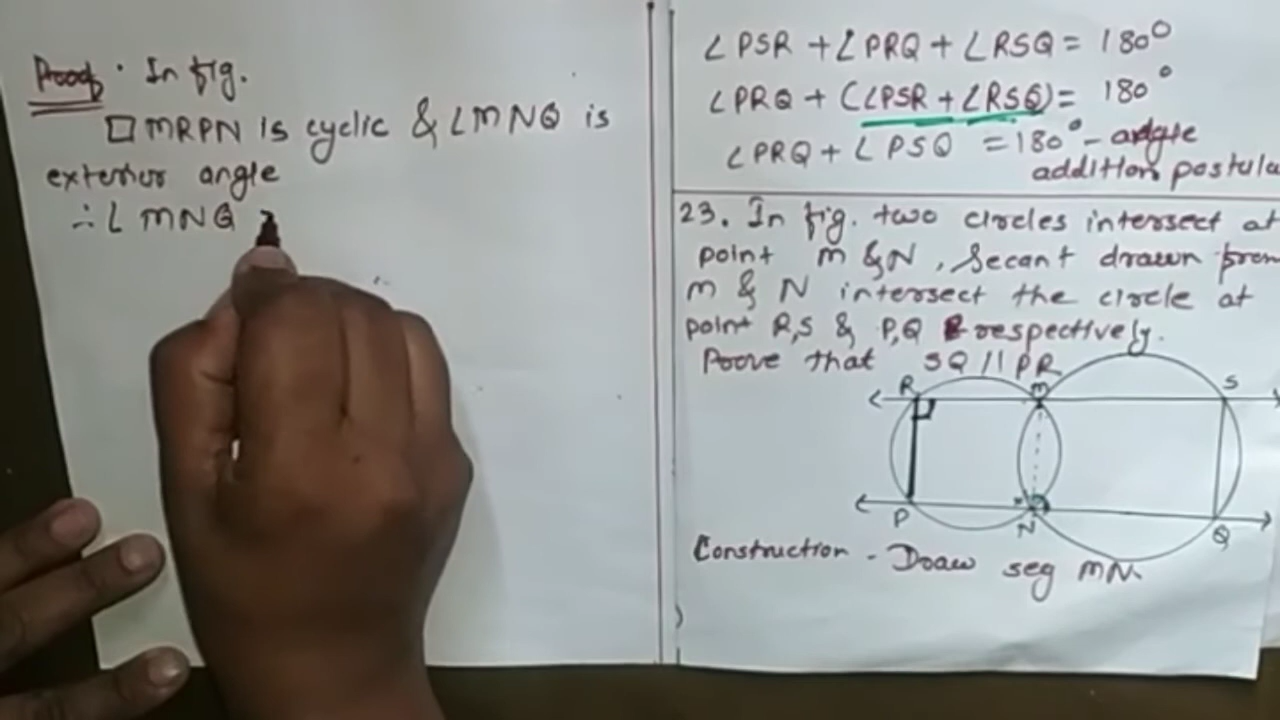 Proof . In fig.
□ MRPN is cyclic & ∠MNQ is
exterior angle
∴ ∠ MNQ
∠PSR + ∠PRQ + ∠RSQ = 180°
∠PRQ + (∠PSR + ∠RSQ) = 180°
∠PRQ + ∠PSQ = 180° - angle
addition postula
23. In fig. two circles intersect at
point M & N, Secant drawn from
M & N intersect the circle at
point R,S & P,Q respectively.
Prove that SQ // PR
R M S
P N Q
Construction - Draw seg MN.